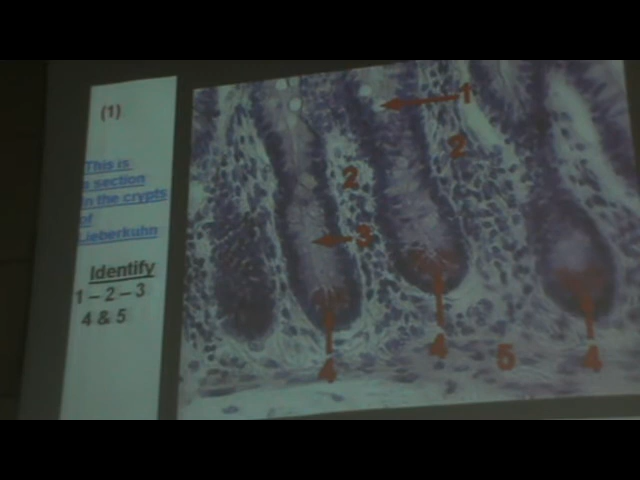 (1)
This is
a section
in the crypts
of
Lieberkuhn
Identify
1 – 2 – 3
4 & 5
1
2
2
3
4
4
4
5